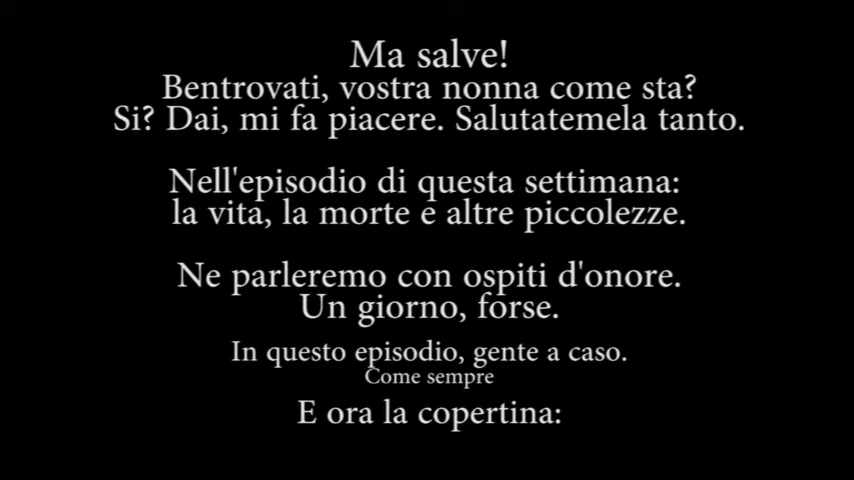 Ma salve!
Bentrovati, vostra nonna come sta?
Si? Dai, mi fa piacere. Salutatemela tanto.
Nell'episodio di questa settimana:
la vita, la morte e altre piccolezze.
Ne parleremo con ospiti d'onore.
Un giorno, forse.
In questo episodio, gente a caso.
Come sempre
E ora la copertina: